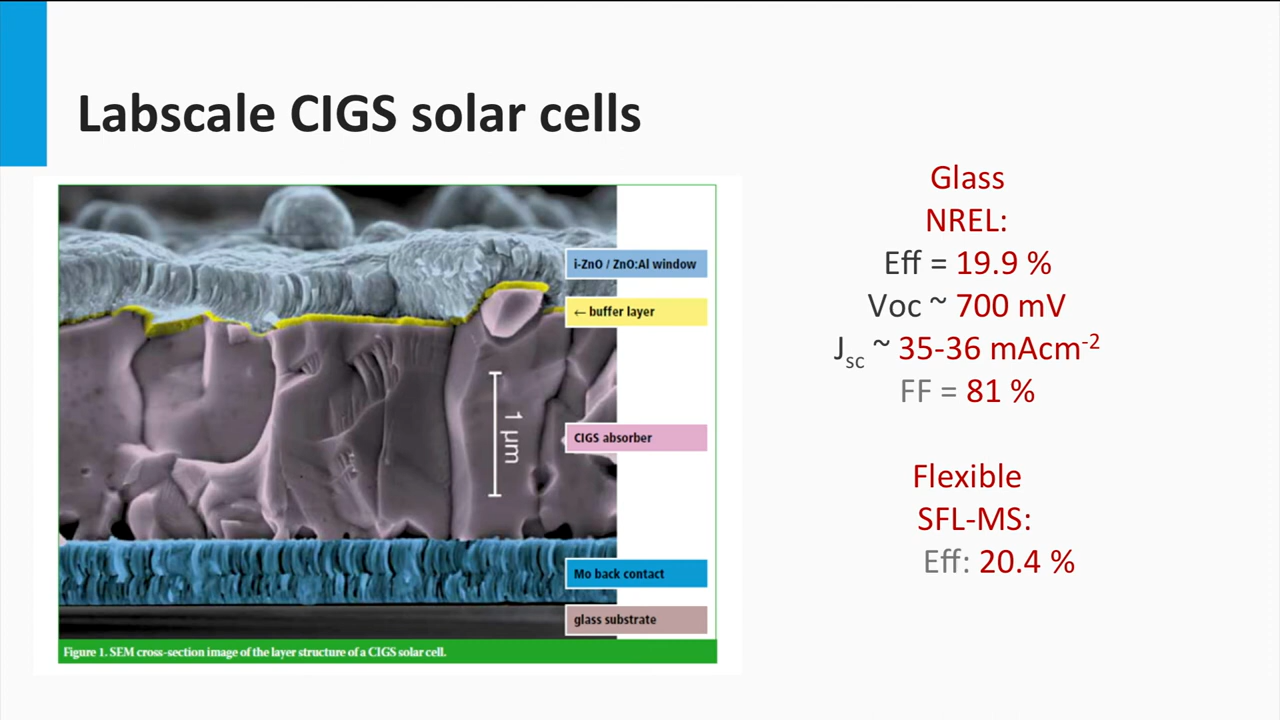 Labscale CIGS solar cells
i-ZnO / ZnO:Al window
← buffer layer
1 µm
CIGS absorber
Mo back contact
glass substrate
Figure 1. SEM cross-section image of the layer structure of a CIGS solar cell.
Glass
NREL:
Eff = 19.9 %
Voc ~ 700 mV
Jsc ~ 35-36 mAcm-2
FF = 81 %
Flexible
SFL-MS:
Eff: 20.4 %